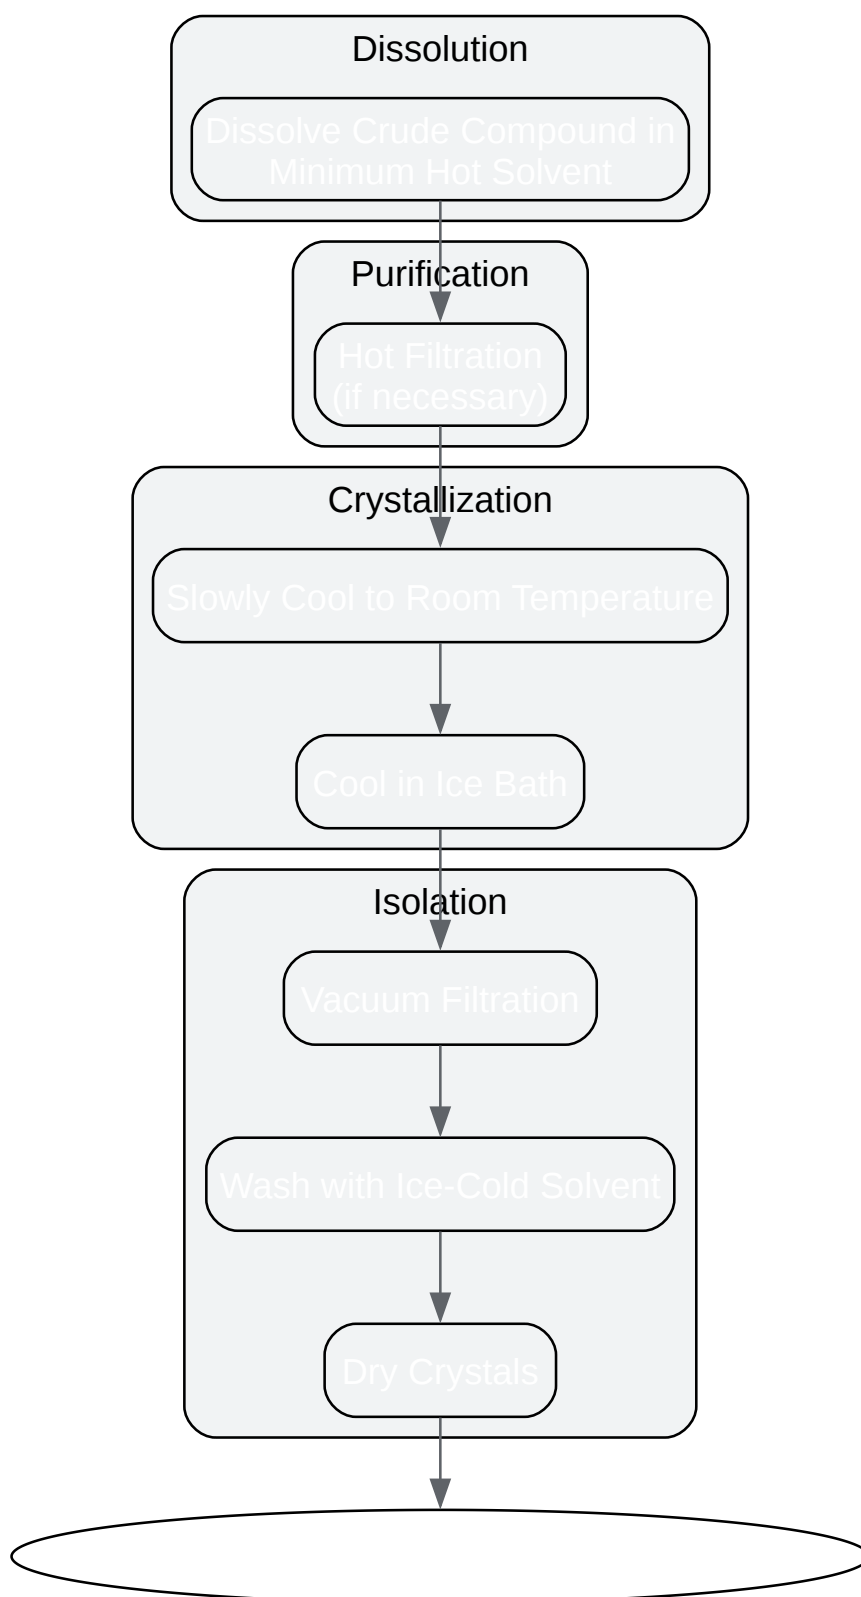 Dissolution
Dissolve Crude Compound in
Minimum Hot Solvent
Purification
Hot Filtration
(if necessary)
Crystallization
Slowly Cool to Room Temperature
Cool in Ice Bath
Isolation
Vacuum Filtration
Wash with Ice-Cold Solvent
Dry Crystals